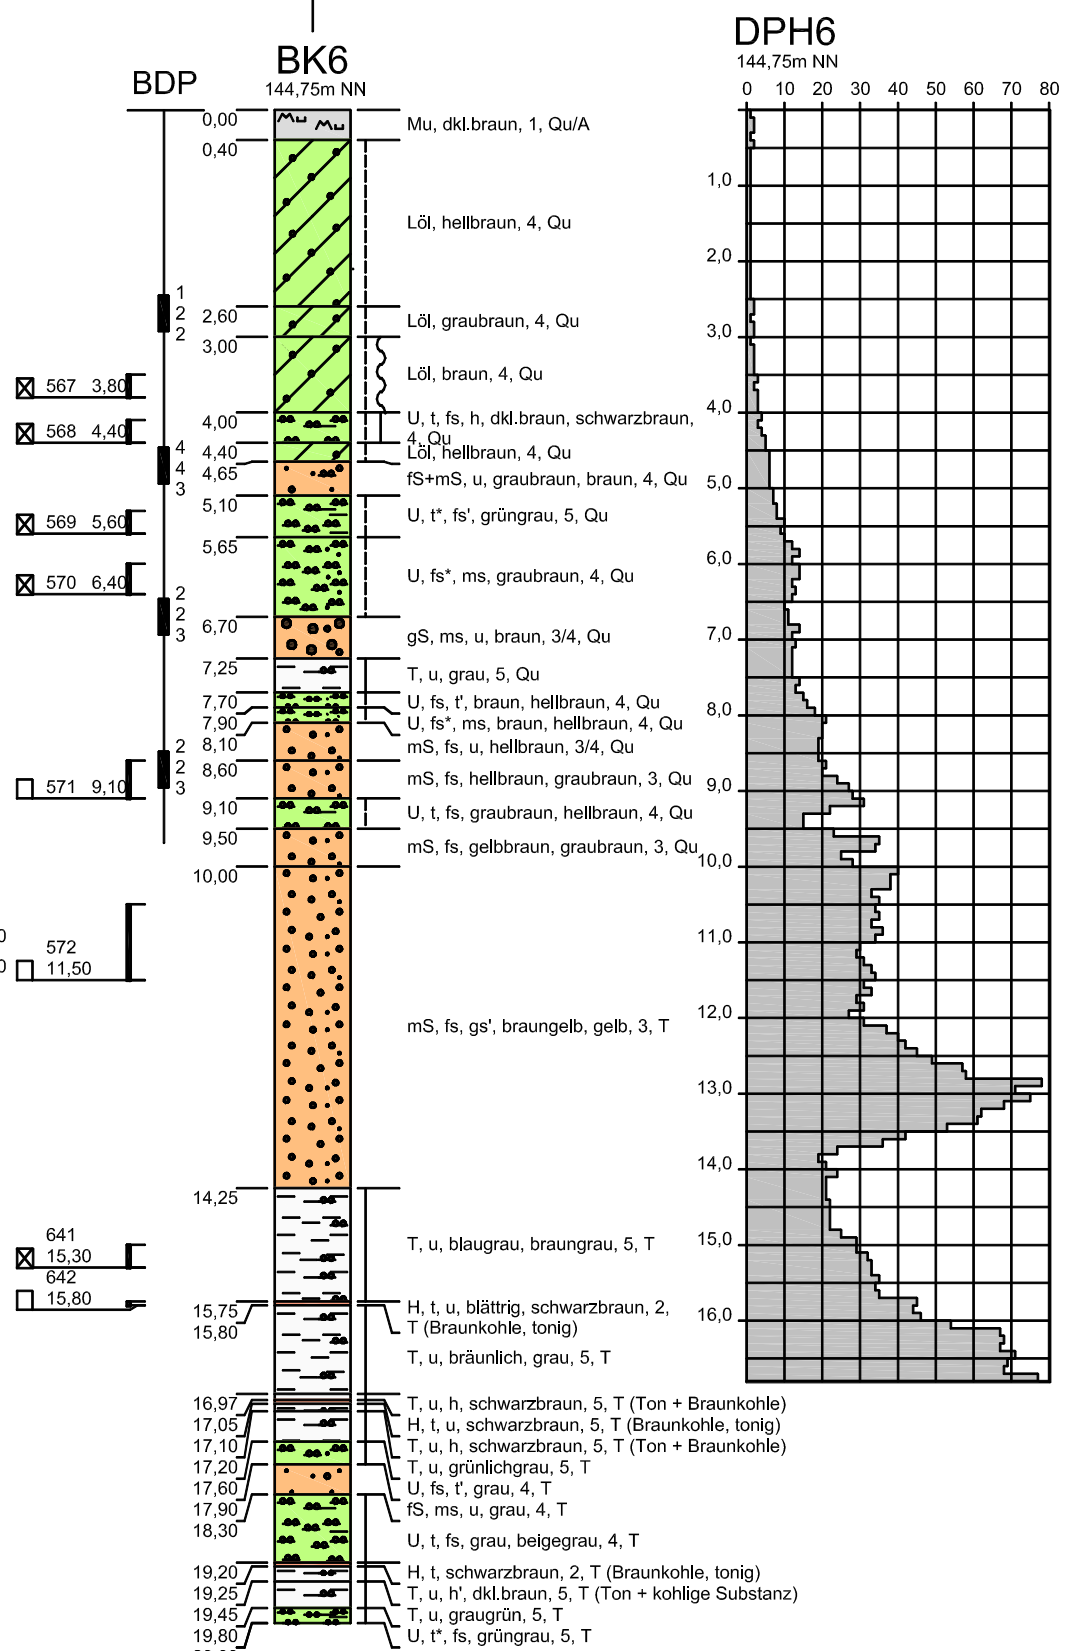 BDP
BK6
144,75m NN
DPH6
144,75m NN
0 10 20 30 40 50 60 70 80
0,00
Mu, dkl.braun, 1, Qu/A
0,40
Löl, hellbraun, 4, Qu
1
2
2
2,60
Löl, graubraun, 4, Qu
3,00
Löl, braun, 4, Qu
567 3,80
4,00
U, t, fs, h, dkl.braun, schwarzbraun,
4, Qu
568 4,40
4,40
Löl, hellbraun, 4, Qu
4
4
3
4,65
fS+mS, u, graubraun, braun, 4, Qu
5,10
U, t*, fs', grüngrau, 5, Qu
569 5,60
5,65
U, fs*, ms, graubraun, 4, Qu
570 6,40
2
2
3
6,70
gS, ms, u, braun, 3/4, Qu
7,25
T, u, grau, 5, Qu
7,70
U, fs, t', braun, hellbraun, 4, Qu
7,90
U, fs*, ms, braun, hellbraun, 4, Qu
8,10
mS, fs, u, hellbraun, 3/4, Qu
2
2
3
8,60
mS, fs, hellbraun, graubraun, 3, Qu
571 9,10
9,10
U, t, fs, graubraun, hellbraun, 4, Qu
9,50
mS, fs, gelbbraun, graubraun, 3, Qu
10,00
0
0
572
11,50
mS, fs, gs', braungelb, gelb, 3, T
14,25
T, u, blaugrau, braungrau, 5, T
641
15,30
642
15,80
15,75
H, t, u, blättrig, schwarzbraun, 2,
T (Braunkohle, tonig)
15,80
T, u, bräunlich, grau, 5, T
16,97
T, u, h, schwarzbraun, 5, T (Ton + Braunkohle)
17,05
H, t, u, schwarzbraun, 5, T (Braunkohle, tonig)
17,10
T, u, h, schwarzbraun, 5, T (Ton + Braunkohle)
17,20
T, u, grünlichgrau, 5, T
17,60
U, fs, t', grau, 4, T
17,90
fS, ms, u, grau, 4, T
18,30
U, t, fs, grau, beigegrau, 4, T
19,20
H, t, schwarzbraun, 2, T (Braunkohle, tonig)
19,25
T, u, h', dkl.braun, 5, T (Ton + kohlige Substanz)
19,45
T, u, graugrün, 5, T
19,80
U, t*, fs, grüngrau, 5, T
1,0
2,0
3,0
4,0
5,0
6,0
7,0
8,0
9,0
10,0
11,0
12,0
13,0
14,0
15,0
16,0